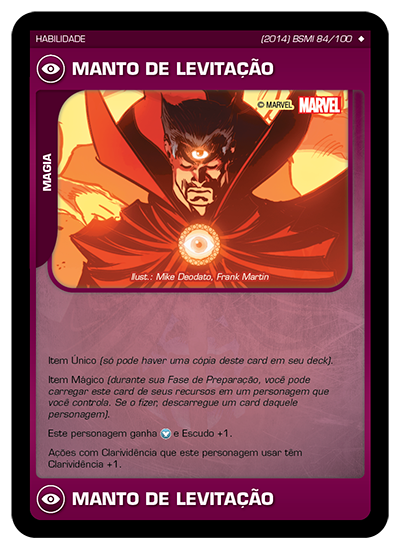 HABILIDADE (2014) BSMI 84/100
MANTO DE LEVITAÇÃO
© MARVEL MARVEL
MAGIA
Ilust.: Mike Deodato, Frank Martin
Item Único (só pode haver uma cópia deste card em seu deck).
Item Mágico (durante sua Fase de Preparação, você pode
carregar este card de seus recursos em um personagem que
você controla. Se o fizer, descarregue um card daquele
personagem).
Este personagem ganha e Escudo +1.
Ações com Clarividência que este personagem usar têm
Clarividência +1.
MANTO DE LEVITAÇÃO